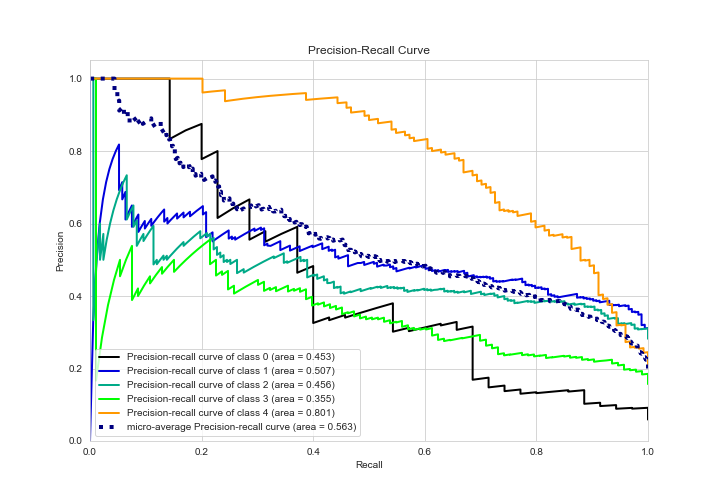 Precision-Recall Curve
1.0
0.8
0.6
0.4
0.2
0.0
Precision
Precision-recall curve of class 0 (area = 0.453)
Precision-recall curve of class 1 (area = 0.507)
Precision-recall curve of class 2 (area = 0.456)
Precision-recall curve of class 3 (area = 0.355)
Precision-recall curve of class 4 (area = 0.801)
micro-average Precision-recall curve (area = 0.563)
0.0 0.2 0.4 0.6 0.8 1.0
Recall